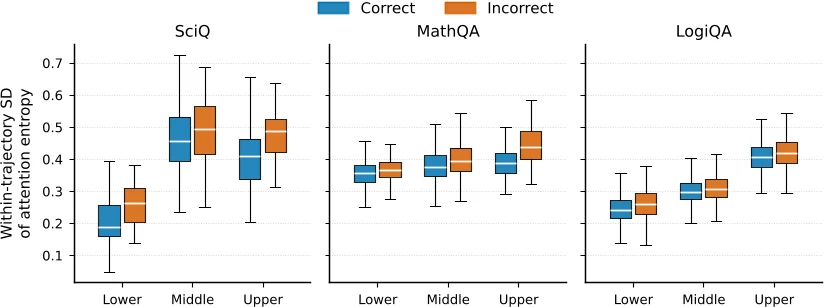 Correct Incorrect
SciQ MathQA LogiQA
Within-trajectory SD
of attention entropy
0.7
0.6
0.5
0.4
0.3
0.2
0.1
Lower Middle Upper Lower Middle Upper Lower Middle Upper